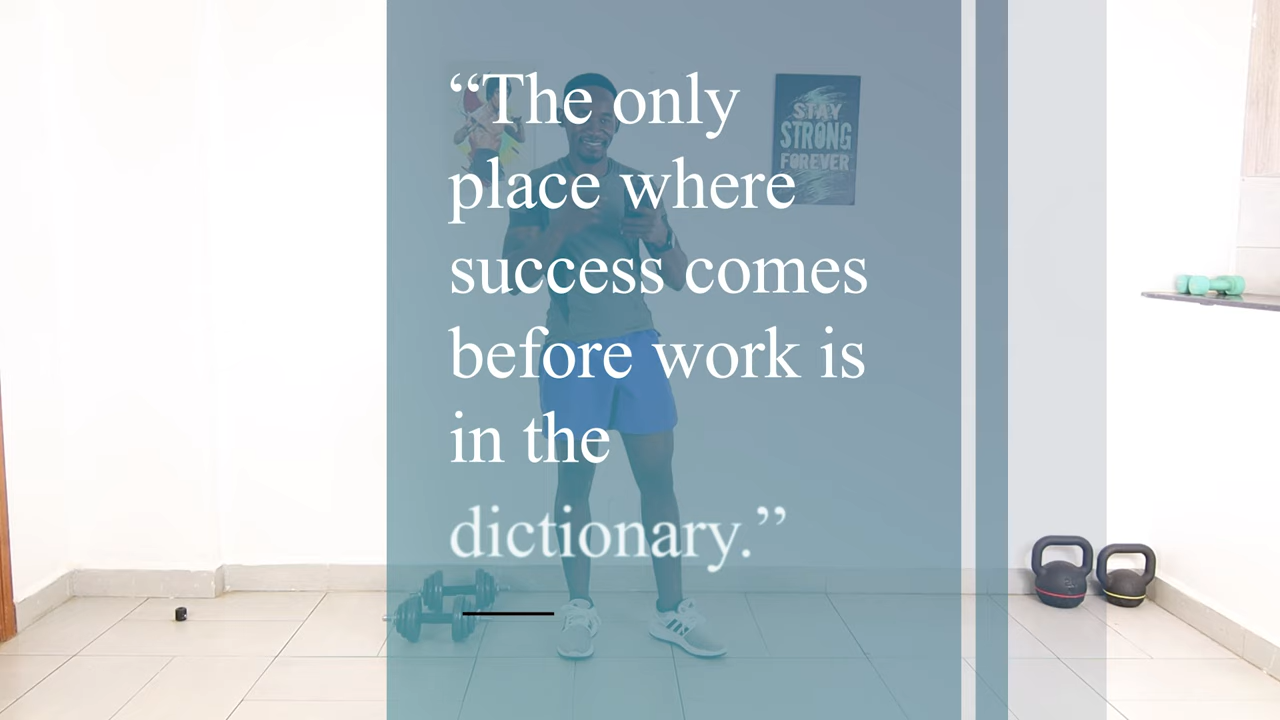 “The only
place where
success comes
before work is
in the
dictionary.”
STAY
STRONG
FOREVER